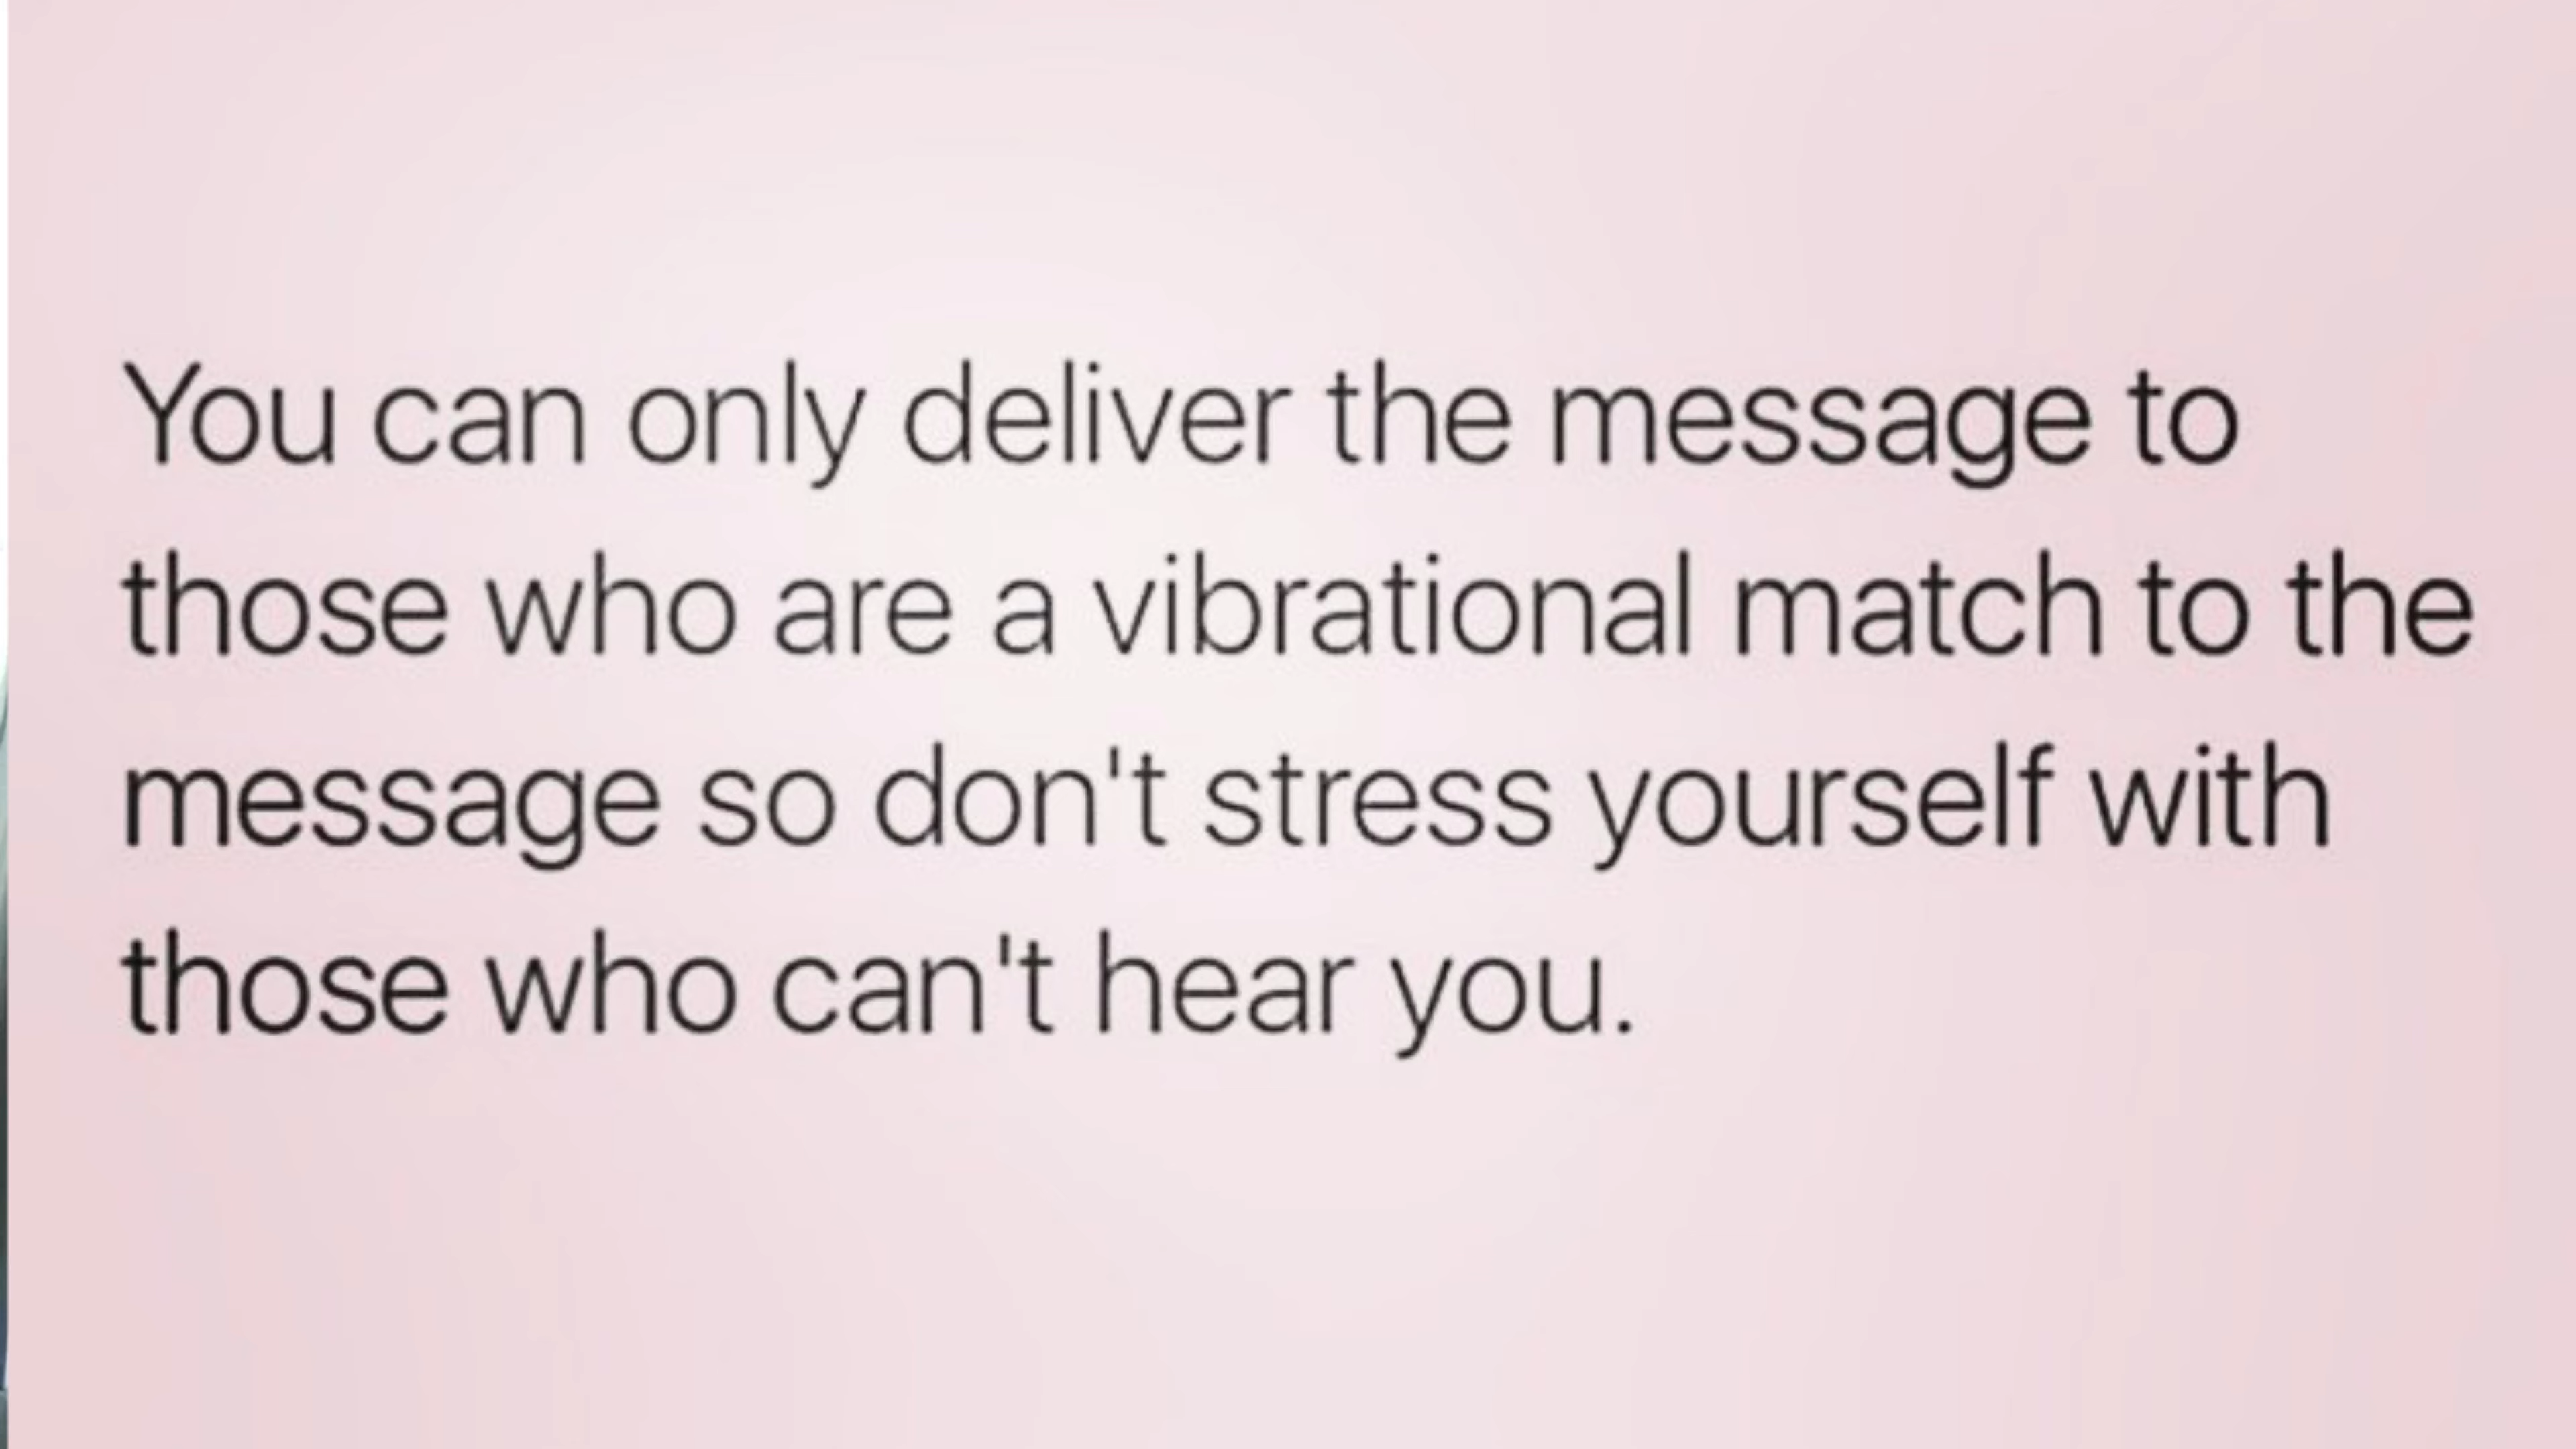 You can only deliver the message to
those who are a vibrational match to the
message so don't stress yourself with
those who can't hear you.